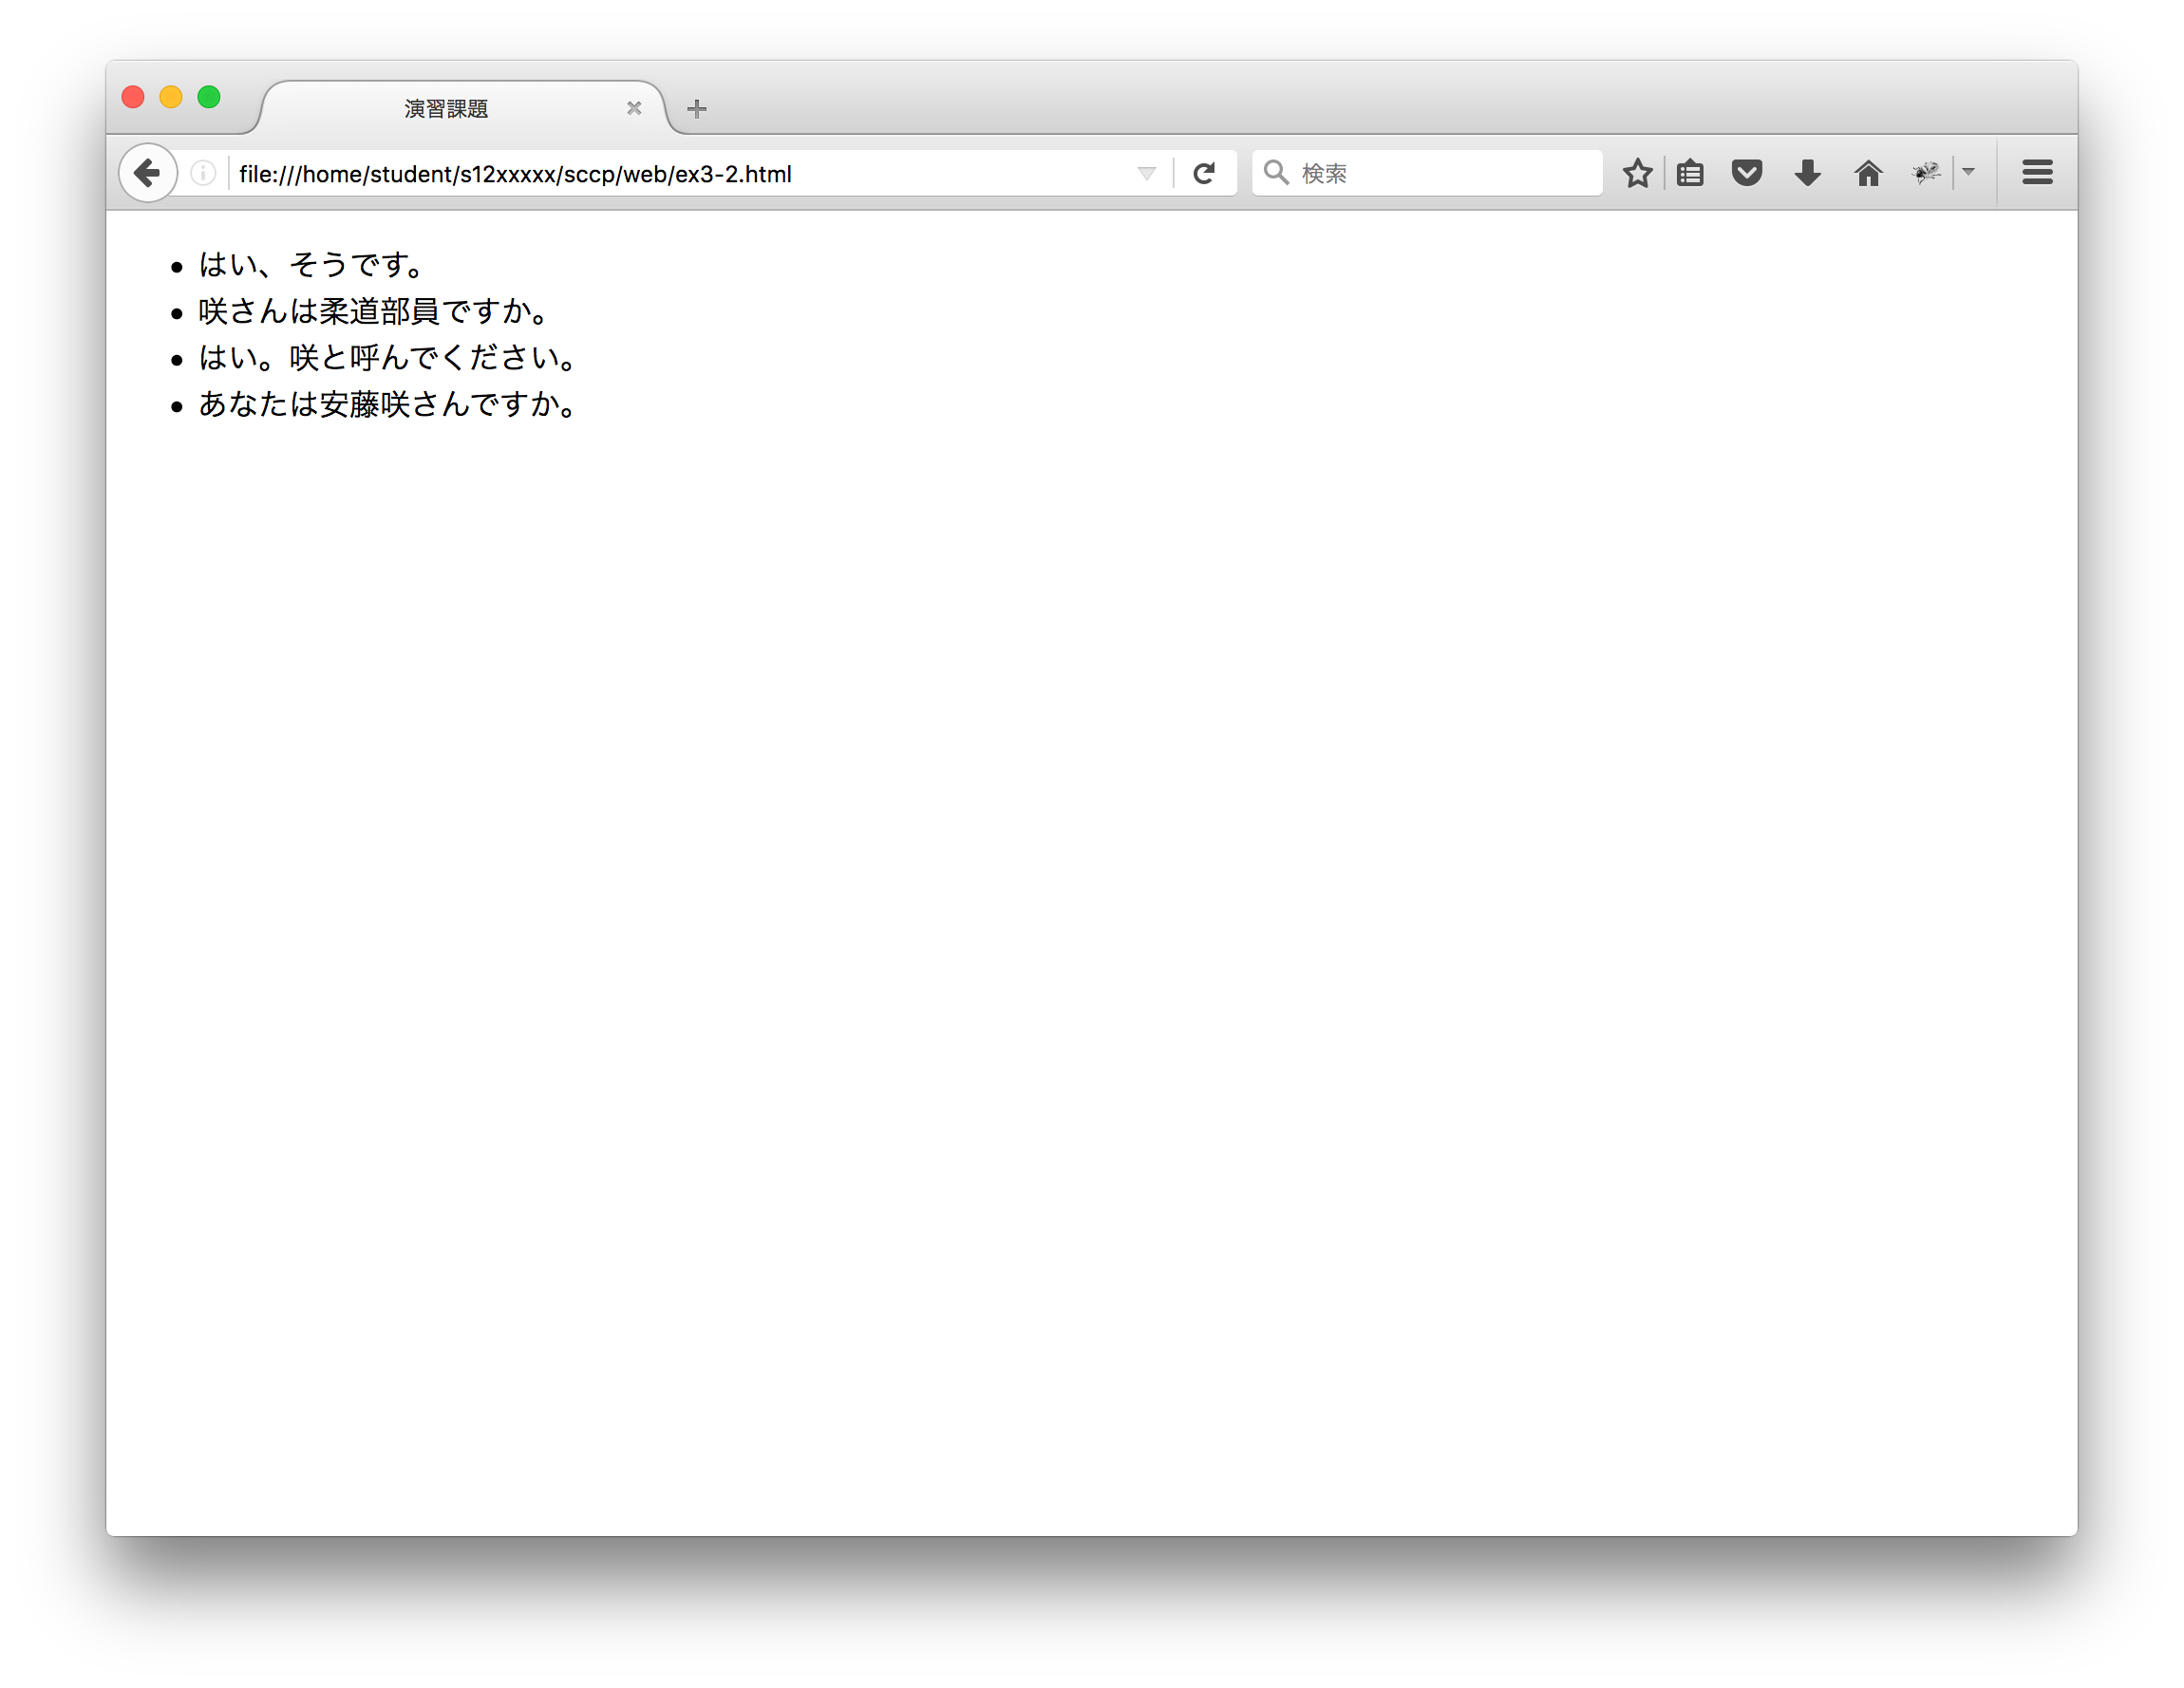 演習課題
file:///home/student/s12xxxxx/sccp/web/ex3-2.html
検索
はい、そうです。
咲さんは柔道部員ですか。
はい。咲と呼んでください。
あなたは安藤咲さんですか。